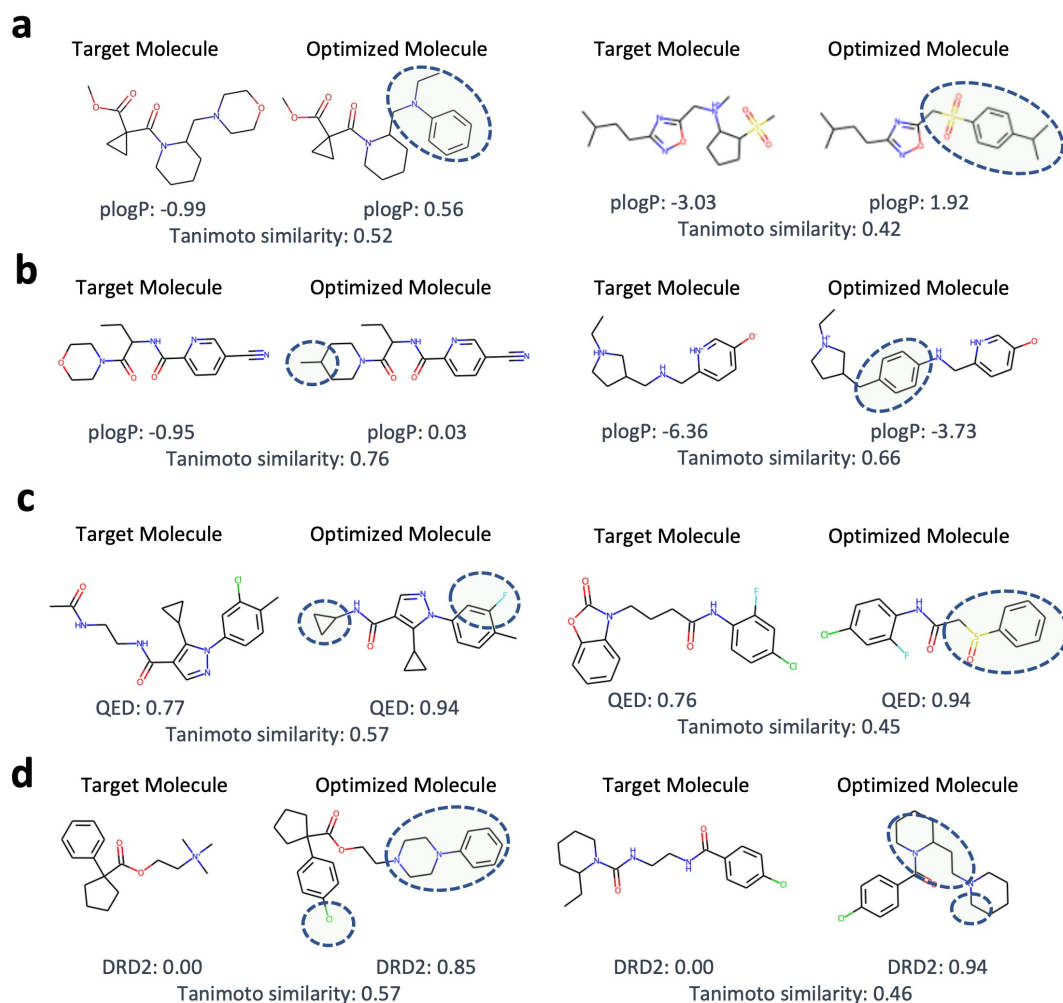 a
Target Molecule Optimized Molecule Target Molecule Optimized Molecule
plogP: -0.99 plogP: 0.56 plogP: -3.03 plogP: 1.92
Tanimoto similarity: 0.52 Tanimoto similarity: 0.42
b
Target Molecule Optimized Molecule Target Molecule Optimized Molecule
plogP: -0.95 plogP: 0.03 plogP: -6.36 plogP: -3.73
Tanimoto similarity: 0.76 Tanimoto similarity: 0.66
c
Target Molecule Optimized Molecule Target Molecule Optimized Molecule
QED: 0.77 QED: 0.94 QED: 0.76 QED: 0.94
Tanimoto similarity: 0.57 Tanimoto similarity: 0.45
d
Target Molecule Optimized Molecule Target Molecule Optimized Molecule
DRD2: 0.00 DRD2: 0.85 DRD2: 0.00 DRD2: 0.94
Tanimoto similarity: 0.57 Tanimoto similarity: 0.46